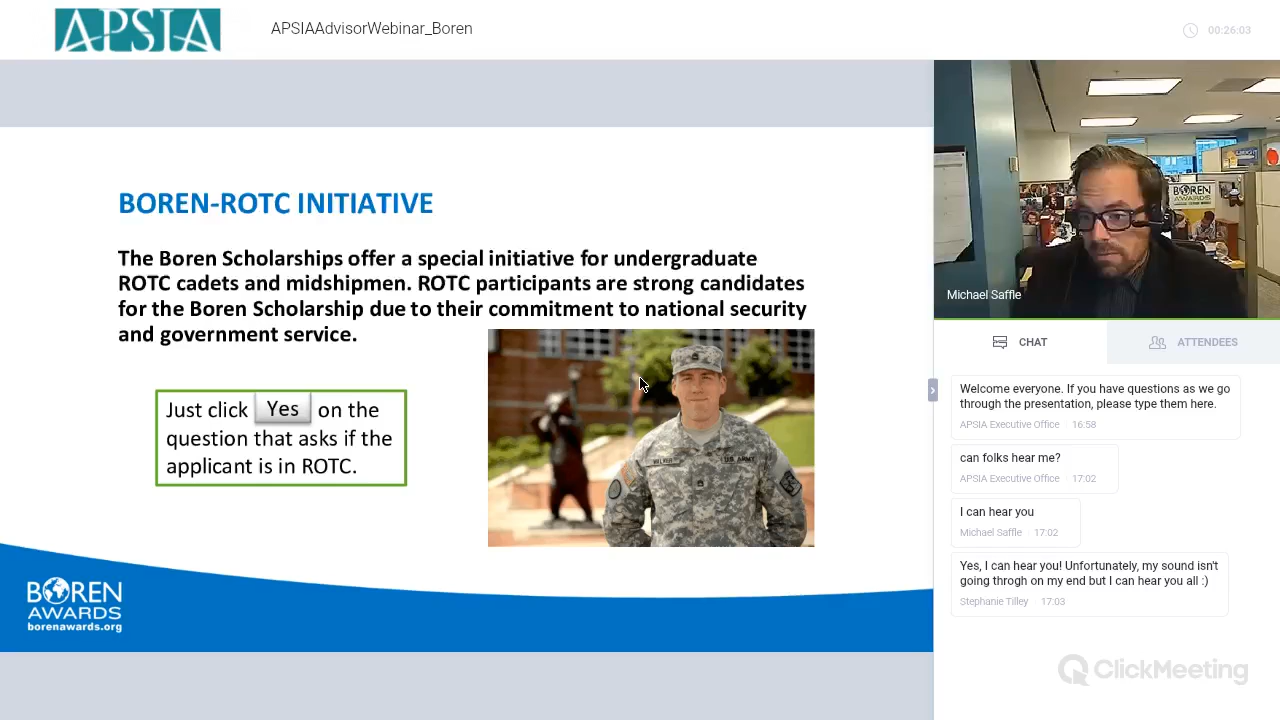 APSIA
APSIAAdvisorWebinar_Boren
00:26:03
BOREN-ROTC INITIATIVE
The Boren Scholarships offer a special initiative for undergraduate
ROTC cadets and midshipmen. ROTC participants are strong candidates
for the Boren Scholarship due to their commitment to national security
and government service.
Just click Yes on the
question that asks if the
applicant is in ROTC.
U.S. ARMY
BOREN
AWARDS
borenawards.org
BOREN
AWARDS
Michael Saffle
CHAT
ATTENDEES
Welcome everyone. If you have questions as we go
through the presentation, please type them here.
APSIA Executive Office 16:58
can folks hear me?
APSIA Executive Office 17:02
I can hear you
Michael Saffle 17:02
Yes, I can hear you! Unfortunately, my sound isn't
going throgh on my end but I can hear you all :)
Stephanie Tilley 17:03
ClickMeeting